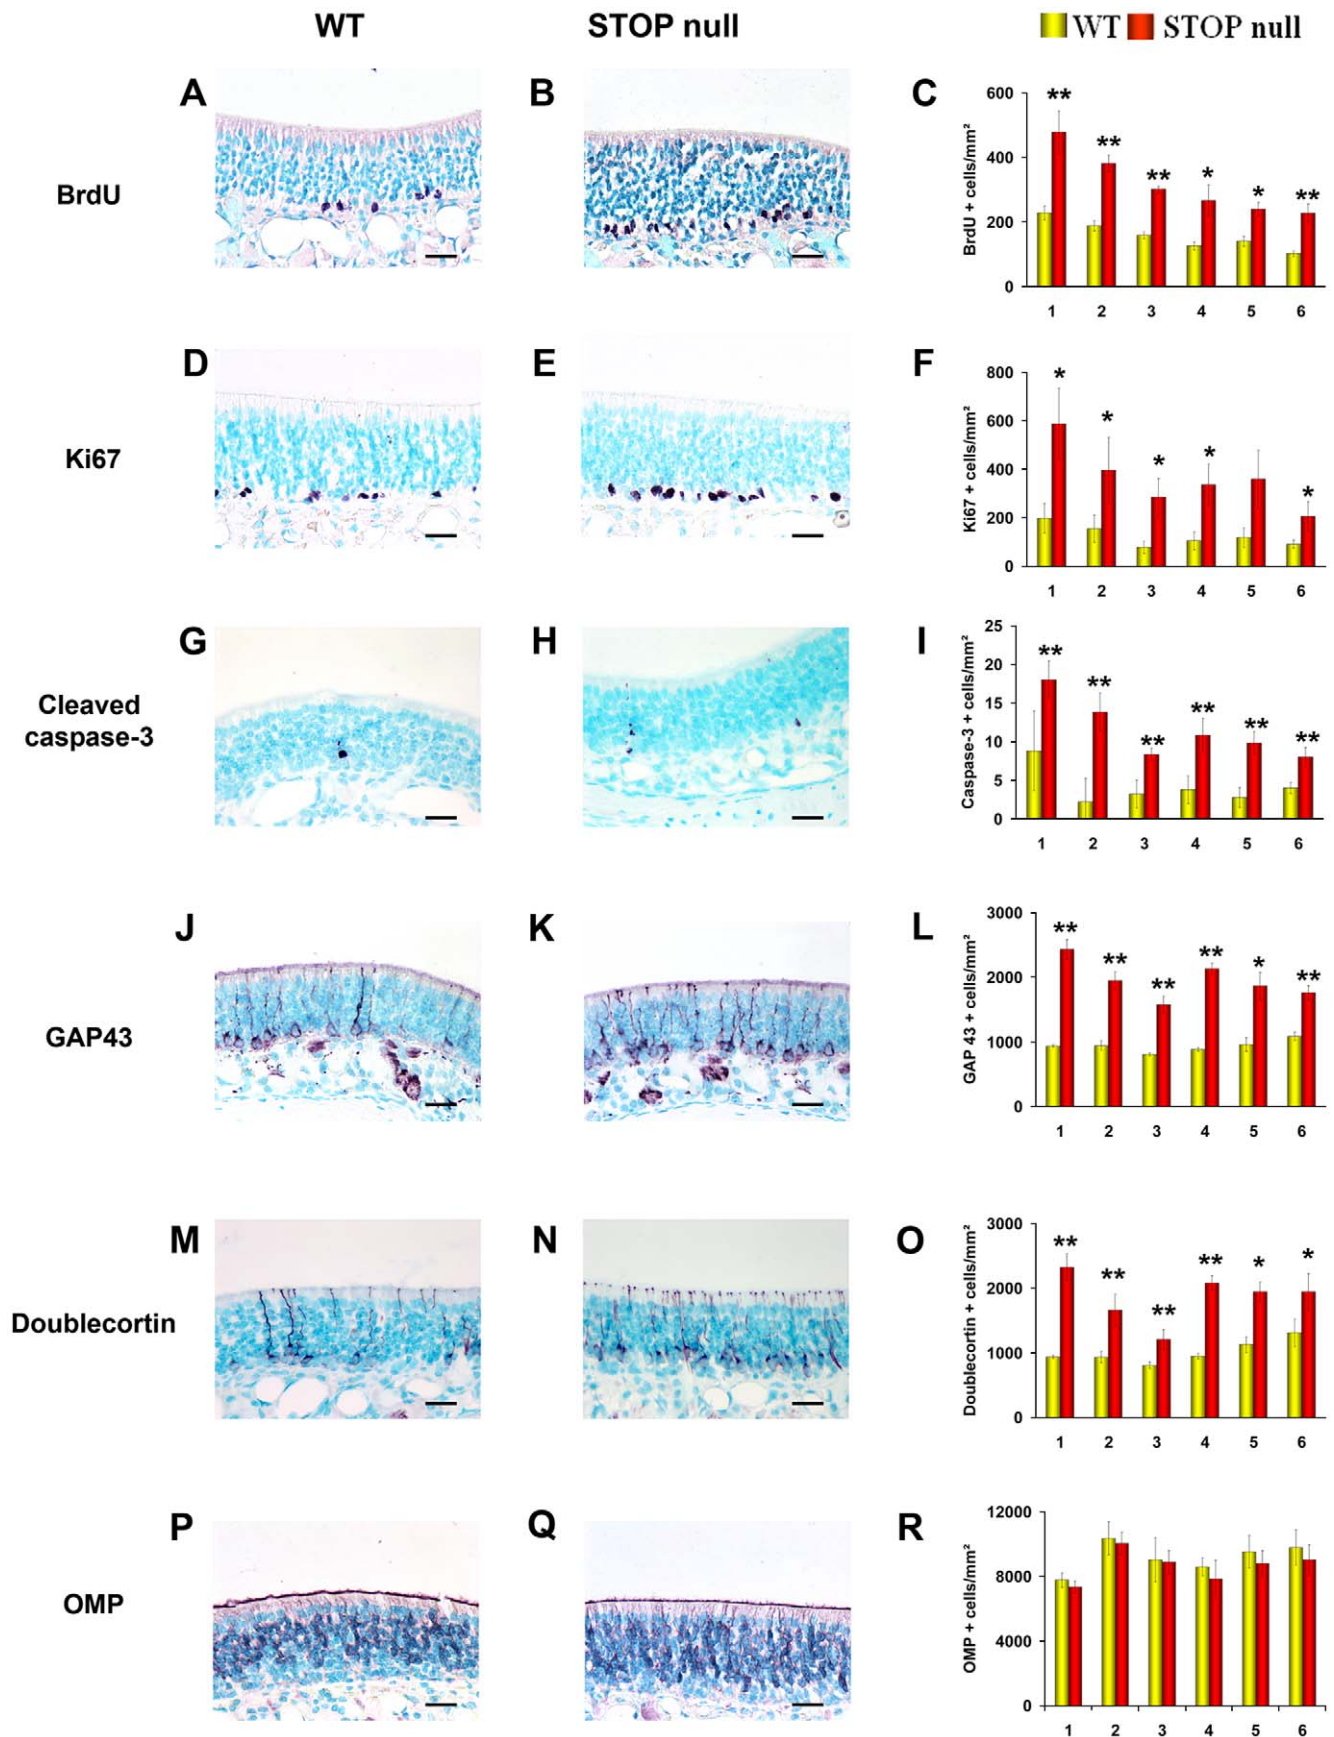 WT STOP null WT STOP null
A B C
BrdU
BrdU + cells/mm²
600
400
200
0
** ** ** * * **
1 2 3 4 5 6
D E F
Ki67
Ki67 + cells/mm²
800
600
400
200
0
* * * * *
1 2 3 4 5 6
G H I
Cleaved
caspase-3
Caspase-3 + cells/mm²
25
20
15
10
5
0
** ** ** ** ** **
1 2 3 4 5 6
J K L
GAP43
GAP 43 + cells/mm²
3000
2000
1000
0
** ** ** ** * **
1 2 3 4 5 6
M N O
Doublecortin
Doublecortin + cells/mm²
3000
2000
1000
0
** ** ** ** * *
1 2 3 4 5 6
P Q R
OMP
OMP + cells/mm²
12000
8000
4000
0
1 2 3 4 5 6